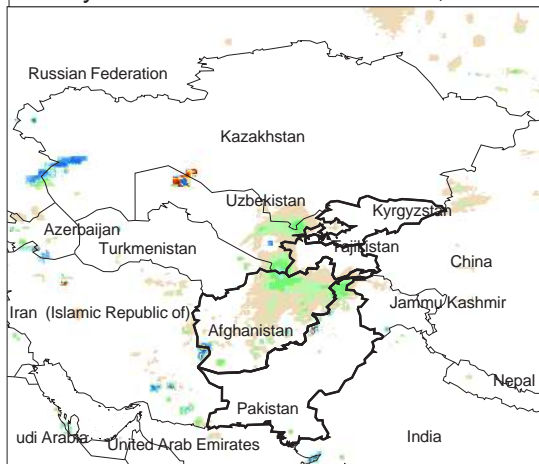 Russian Federation
Kazakhstan
Uzbekistan
Kyrgyzstan
Azerbaijan
Turkmenistan
Tajikistan
China
Iran (Islamic Republic of)
Jammu/Kashmir
Afghanistan
Nepal
Pakistan
udi Arabia
United Arab Emirates
India